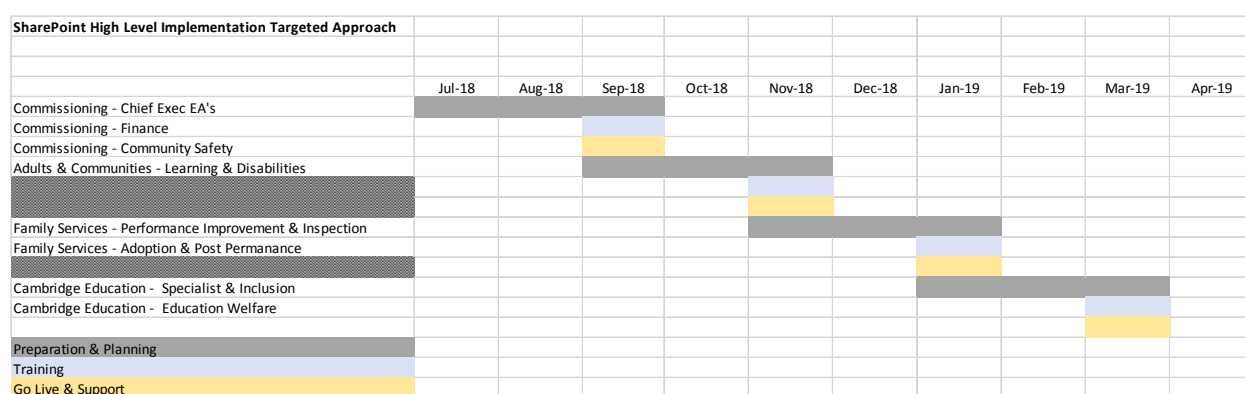 SharePoint High Level Implementation Targeted Approach
Jul-18 Aug-18 Sep-18 Oct-18 Nov-18 Dec-18 Jan-19 Feb-19 Mar-19 Apr-19
Commissioning - Chief Exec EA's
Commissioning - Finance
Commissioning - Community Safety
Adults & Communities - Learning & Disabilities
Family Services - Performance Improvement & Inspection
Family Services - Adoption & Post Permanance
Cambridge Education -  Specialist & Inclusion
Cambridge Education -  Education Welfare
Preparation & Planning
Training
Go Live & Support